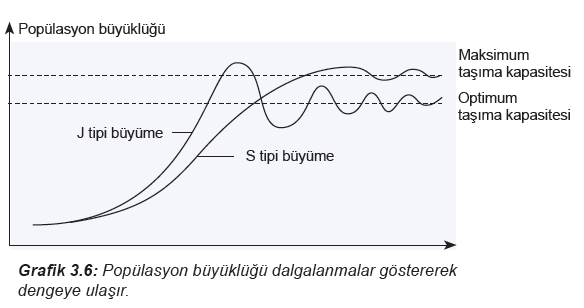 Popülasyon büyüklüğü
Maksimum
taşıma kapasitesi
Optimum
taşıma kapasitesi
J tipi büyüme
S tipi büyüme
Grafik 3.6: Popülasyon büyüklüğü dalgalanmalar göstererek
dengeye ulaşır.